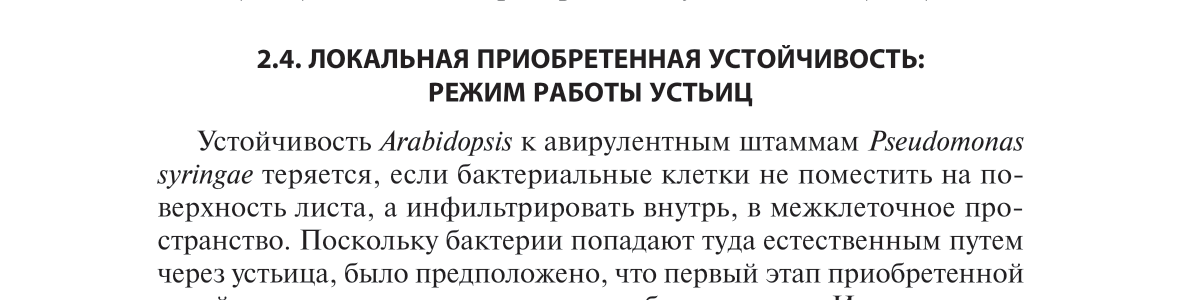 2.4. ЛОКАЛЬНАЯ ПРИОБРЕТЕННАЯ УСТОЙЧИВОСТЬ:
РЕЖИМ РАБОТЫ УСТЬИЦ
Устойчивость Arabidopsis к авирулентным штаммам Pseudomonas
syringae теряется, если бактериальные клетки не поместить на по-
верхность листа, а инфильтрировать внутрь, в межклеточное про-
странство. Поскольку бактерии попадают туда естественным путем
через устьица, было предположено, что первый этап приобретенной